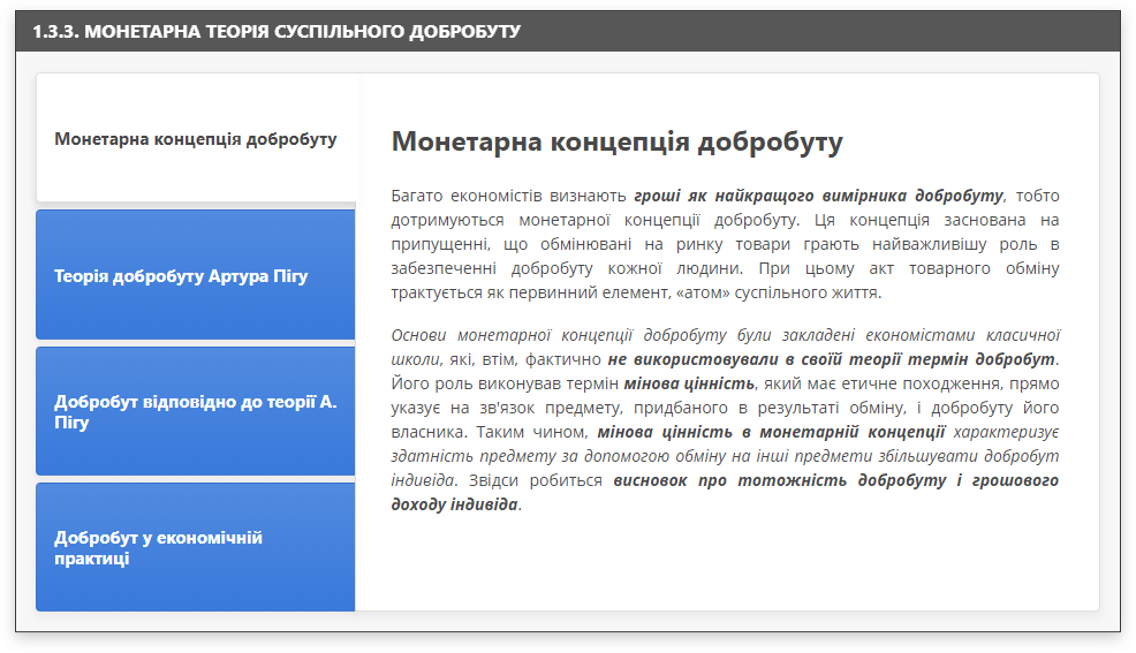 1.3.3. МОНЕТАРНА ТЕОРІЯ СУСПІЛЬНОГО ДОБРОБУТУ
Монетарна концепція добробуту
Теорія добробуту Артура Пігу
Добробут відповідно до теорії А.
Пігу
Добробут у економічній
практиці
Монетарна концепція добробуту
Багато економістів визнають гроші як найкращого вимірника добробуту, тобто
дотримуються монетарної концепції добробуту. Ця концепція заснована на
припущенні, що обмінювані на ринку товари грають найважливішу роль в
забезпеченні добробуту кожної людини. При цьому акт товарного обміну
трактується як первинний елемент, «атом» суспільного життя.
Основи монетарної концепції добробуту були закладені економістами класичної
школи, які, втім, фактично не використовували в своїй теорії термін добробут.
Його роль виконував термін мінова цінність, який має етичне походження, прямо
указує на зв'язок предмету, придбаного в результаті обміну, і добробуту його
власника. Таким чином, мінова цінність в монетарній концепції характеризує
здатність предмету за допомогою обміну на інші предмети збільшувати добробут
індивіда. Звідси робиться висновок про тотожність добробуту і грошового
доходу індивіда.